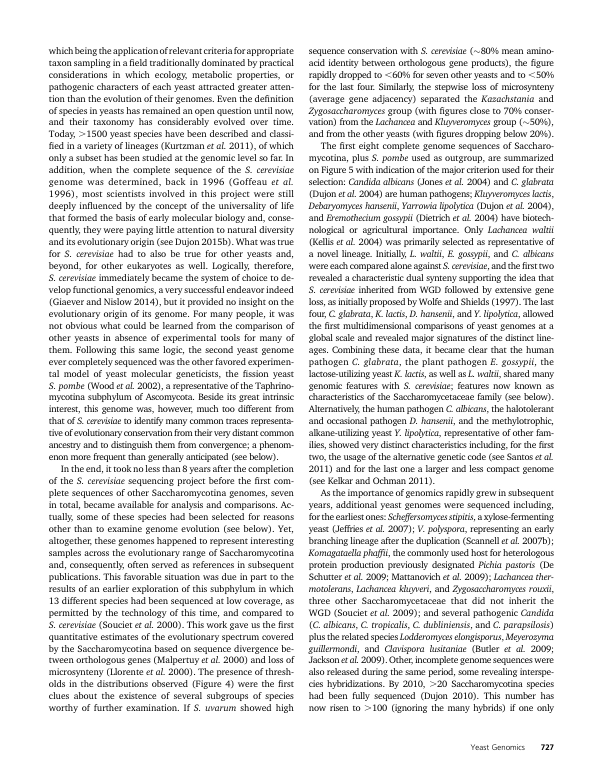 which being the application of relevant criteria for appropriate
taxon sampling in a field traditionally dominated by practical
considerations in which ecology, metabolic properties, or
pathogenic characters of each yeast attracted greater atten-
tion than the evolution of their genomes. Even the definition
of species in yeasts has remained an open question until now,
and their taxonomy has considerably evolved over time.
Today, >1500 yeast species have been described and classi-
fied in a variety of lineages (Kurtzman et al. 2011), of which
only a subset has been studied at the genomic level so far. In
addition, when the complete sequence of the S. cerevisiae
genome was determined, back in 1996 (Goffeau et al.
1996), most scientists involved in this project were still
deeply influenced by the concept of the universality of life
that formed the basis of early molecular biology and, conse-
quently, they were paying little attention to natural diversity
and its evolutionary origin (see Dujon 2015b). What was true
for S. cerevisiae had to also be true for other yeasts and,
beyond, for other eukaryotes as well. Logically, therefore,
S. cerevisiae immediately became the system of choice to de-
velop functional genomics, a very successful endeavor indeed
(Giaever and Nislow 2014), but it provided no insight on the
evolutionary origin of its genome. For many people, it was
not obvious what could be learned from the comparison of
other yeasts in absence of experimental tools for many of
them. Following this same logic, the second yeast genome
ever completely sequenced was the other favored experimen-
tal model of yeast molecular geneticists, the fission yeast
S. pombe (Wood et al. 2002), a representative of the Taphrino-
mycotina subphylum of Ascomycota. Beside its great intrinsic
interest, this genome was, however, much too different from
that of S. cerevisiae to identify many common traces representa-
tive of evolutionary conservation from their very distant common
ancestry and to distinguish them from convergence; a phenom-
enon more frequent than generally anticipated (see below).
In the end, it took no less than 8 years after the completion
of the S. cerevisiae sequencing project before the first com-
plete sequences of other Saccharomycotina genomes, seven
in total, became available for analysis and comparisons. Ac-
tually, some of these species had been selected for reasons
other than to examine genome evolution (see below). Yet,
altogether, these genomes happened to represent interesting
samples across the evolutionary range of Saccharomycotina
and, consequently, often served as references in subsequent
publications. This favorable situation was due in part to the
results of an earlier exploration of this subphylum in which
13 different species had been sequenced at low coverage, as
permitted by the technology of this time, and compared to
S. cerevisiae (Souciet et al. 2000). This work gave us the first
quantitative estimates of the evolutionary spectrum covered
by the Saccharomycotina based on sequence divergence be-
tween orthologous genes (Malpertuy et al. 2000) and loss of
microsynteny (Llorente et al. 2000). The presence of thresh-
olds in the distributions observed (Figure 4) were the first
clues about the existence of several subgroups of species
worthy of further examination. If S. uvarum showed high
sequence conservation with S. cerevisiae (~80% mean amino-
acid identity between orthologous gene products), the figure
rapidly dropped to <60% for seven other yeasts and to <50%
for the last four. Similarly, the stepwise loss of microsynteny
(average gene adjacency) separated the Kazachstania and
Zygosaccharomyces group (with figures close to 70% conser-
vation) from the Lachancea and Kluyveromyces group (~50%),
and from the other yeasts (with figures dropping below 20%).
The first eight complete genome sequences of Saccharo-
mycotina, plus S. pombe used as outgroup, are summarized
on Figure 5 with indication of the major criterion used for their
selection: Candida albicans (Jones et al. 2004) and C. glabrata
(Dujon et al. 2004) are human pathogens; Kluyveromyces lactis,
Debaryomyces hansenii, Yarrowia lipolytica (Dujon et al. 2004),
and Eremothecium gossypii (Dietrich et al. 2004) have biotech-
nological or agricultural importance. Only Lachancea waltii
(Kellis et al. 2004) was primarily selected as representative of
a novel lineage. Initially, L. waltii, E. gossypii, and C. albicans
were each compared alone against S. cerevisiae, and the first two
revealed a characteristic dual synteny supporting the idea that
S. cerevisiae inherited from WGD followed by extensive gene
loss, as initially proposed by Wolfe and Shields (1997). The last
four, C. glabrata, K. lactis, D. hansenii, and Y. lipolytica, allowed
the first multidimensional comparisons of yeast genomes at a
global scale and revealed major signatures of the distinct line-
ages. Combining these data, it became clear that the human
pathogen C. glabrata, the plant pathogen E. gossypii, the
lactose-utilizing yeast K. lactis, as well as L. waltii, shared many
genomic features with S. cerevisiae; features now known as
characteristics of the Saccharomycetaceae family (see below).
Alternatively, the human pathogen C. albicans, the halotolerant
and occasional pathogen D. hansenii, and the methylotrophic,
alkane-utilizing yeast Y. lipolytica, representative of other fam-
ilies, showed very distinct characteristics including, for the first
two, the usage of the alternative genetic code (see Santos et al.
2011) and for the last one a larger and less compact genome
(see Kelkar and Ochman 2011).
As the importance of genomics rapidly grew in subsequent
years, additional yeast genomes were sequenced including,
for the earliest ones: Scheffersomyces stipitis, a xylose-fermenting
yeast (Jeffries et al. 2007); V. polyspora, representing an early
branching lineage after the duplication (Scannell et al. 2007b);
Komagataella phaffii, the commonly used host for heterologous
protein production previously designated Pichia pastoris (De
Schutter et al. 2009; Mattanovich et al. 2009); Lachancea ther-
motolerans, Lachancea kluyveri, and Zygosaccharomyces rouxii,
three other Saccharomycetaceae that did not inherit the
WGD (Souciet et al. 2009); and several pathogenic Candida
(C. albicans, C. tropicalis, C. dubliniensis, and C. parapsilosis)
plus the related species Lodderomyces elongisporus, Meyerozyma
guillermondi, and Clavispora lusitaniae (Butler et al. 2009;
Jackson et al. 2009). Other, incomplete genome sequences were
also released during the same period, some revealing interspe-
cies hybridizations. By 2010, >20 Saccharomycotina species
had been fully sequenced (Dujon 2010). This number has
now risen to >100 (ignoring the many hybrids) if one only
Yeast Genomics 727